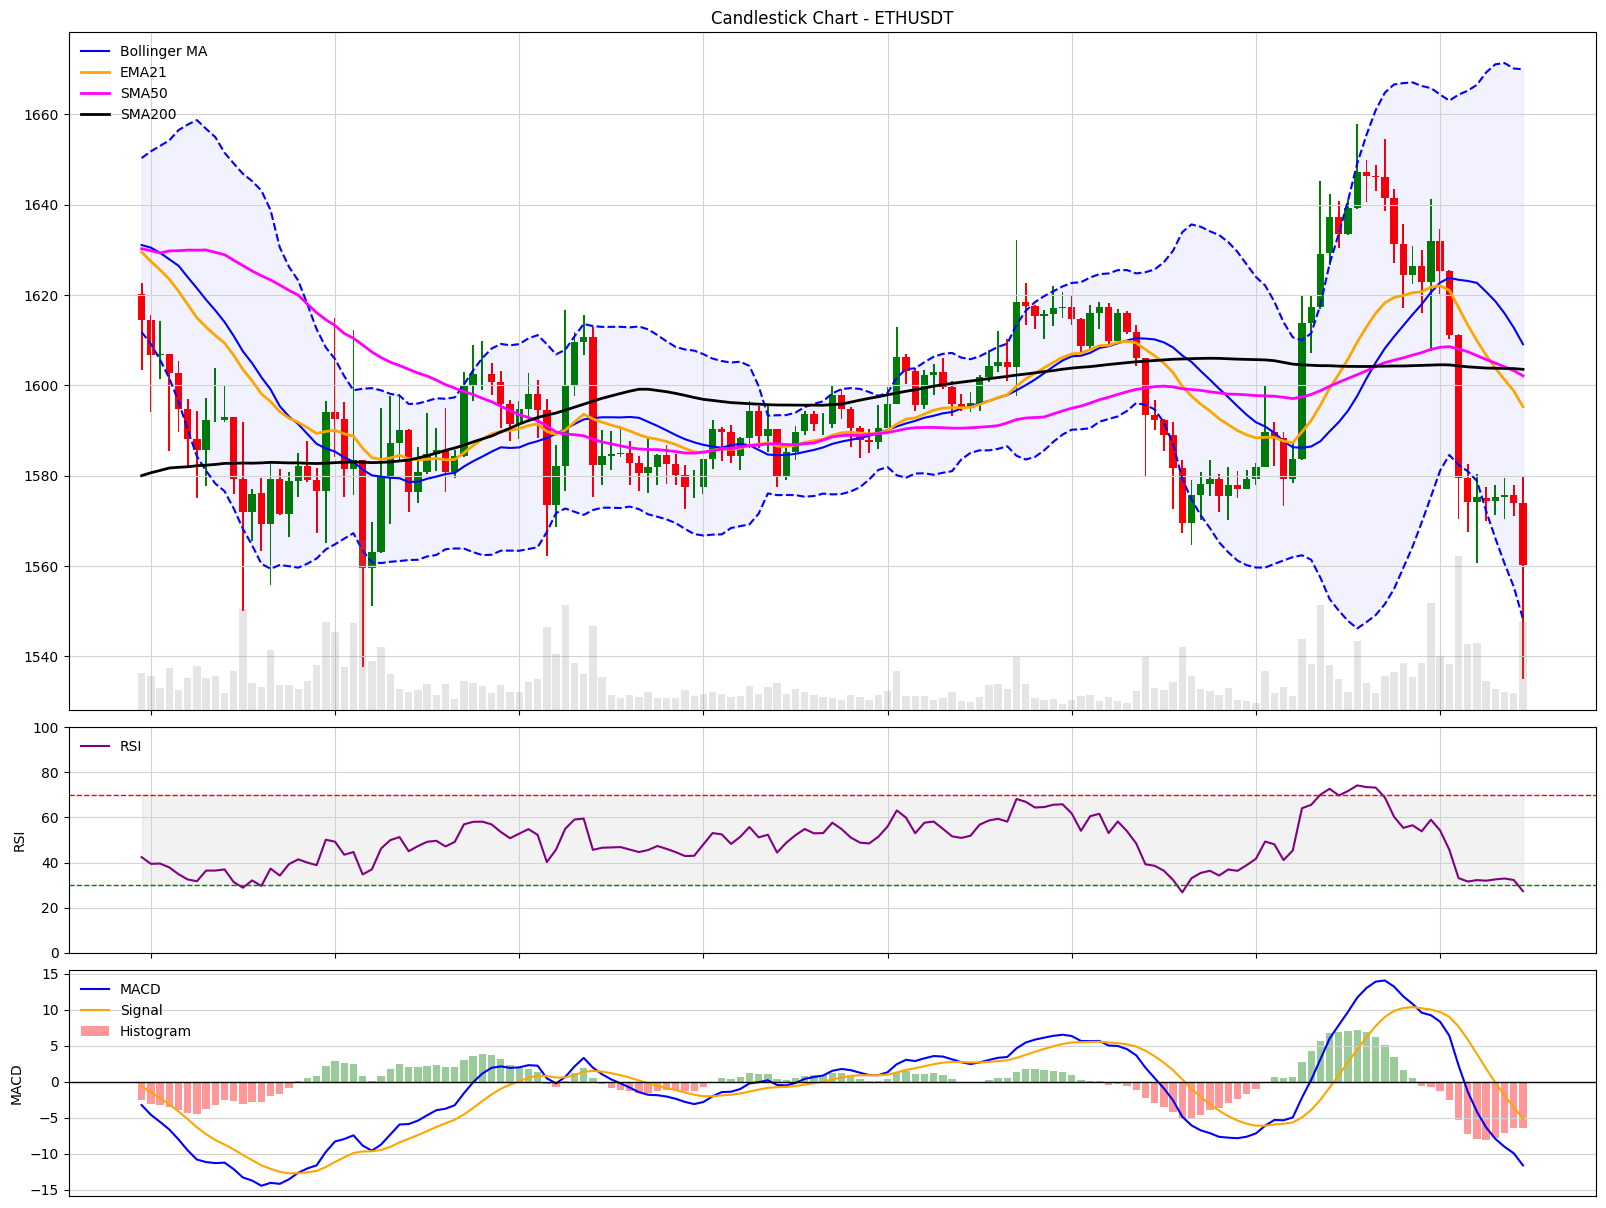 Candlestick Chart - ETHUSDT
Bollinger MA
EMA21
SMA50
SMA200
1660
1640
1620
1600
1580
1560
1540
100
RSI
80
60
RSI
40
20
0
15
MACD
10
Signal
Histogram
5
MACD
0
−5
−10
−15